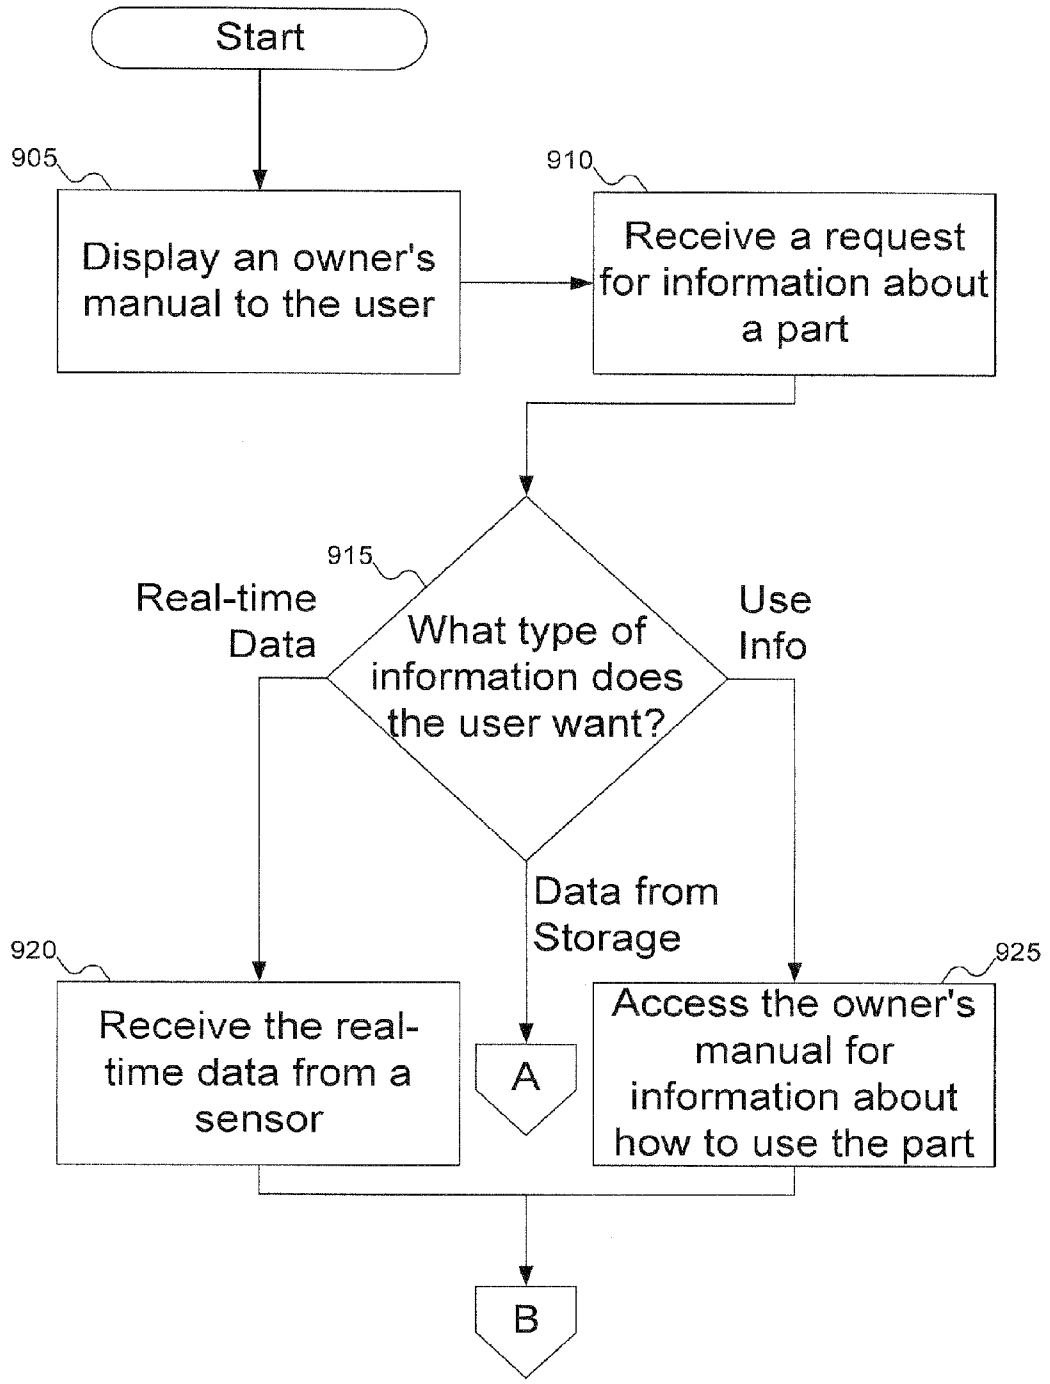 Start
905
Display an owner's
manual to the user
910
Receive a request
for information about
a part
915
What type of
information does
the user want?
Real-time
Data
Use
Info
Data from
Storage
920
Receive the real-
time data from a
sensor
A
925
Access the owner's
manual for
information about
how to use the part
B